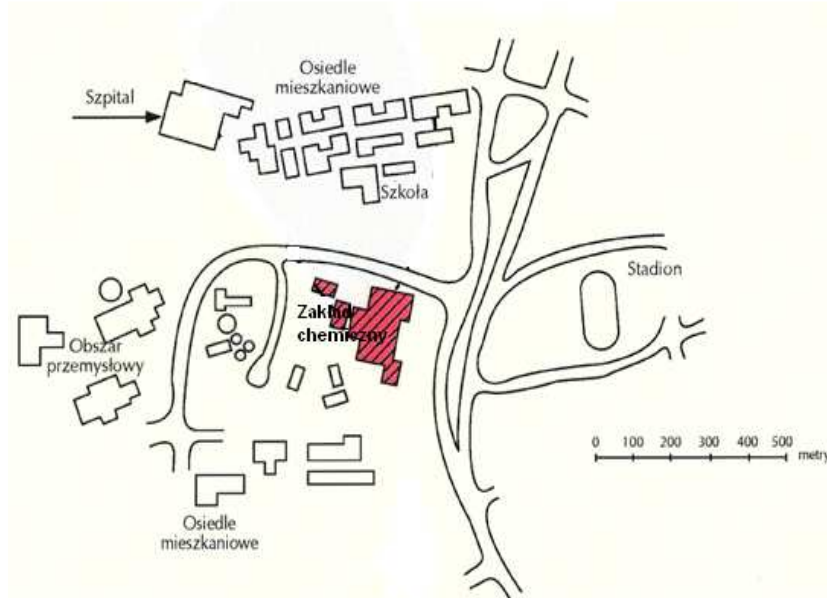 Osiedle
mieszkaniowe
Szpital
Szkoła
Stadion
Zakład
chemiczny
Obszar
przemysłowy
0 100 200 300 400 500
metry
Osiedle
mieszkaniowe